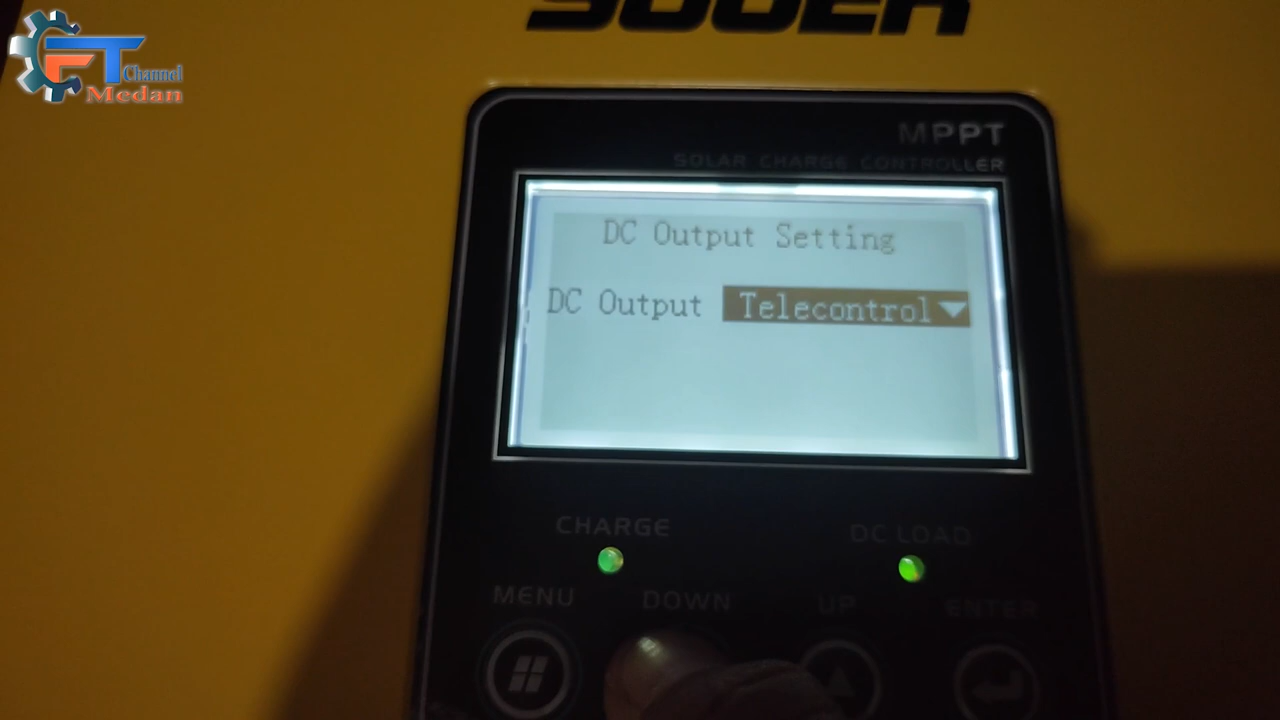 FT
Channel
Medan
MPPT
SOLAR CHARGE CONTROLLER
DC Output Setting
DC Output Telecontrol
CHARGE
DC LOAD
MENU
DOWN
UP
ENTER